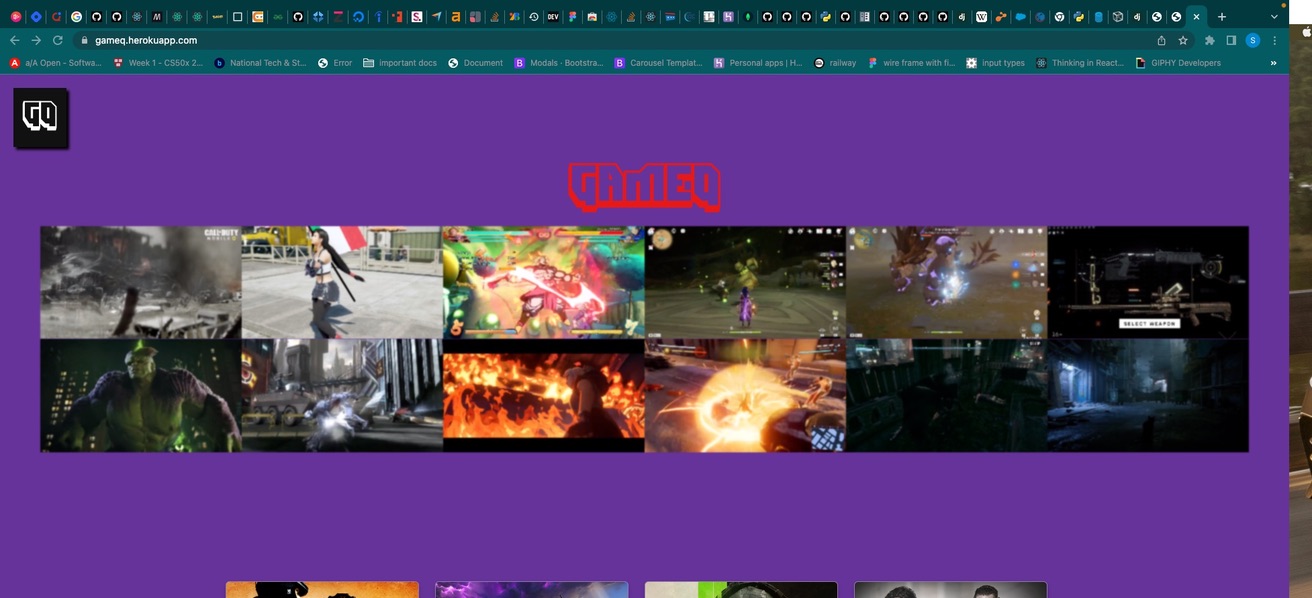 gameq.herokuapp.com
a/A Open - Softwa...
Week 1 - CS50x 2...
National Tech & St...
Error
important docs
Document
Modals · Bootstra...
Carousel Templat...
Personal apps | H...
railway
wire frame with fi...
input types
Thinking in React...
GIPHY Developers
»
GQ
GAMEQ
CALL OF DUTY
MOBILE
SELECT WEAPON